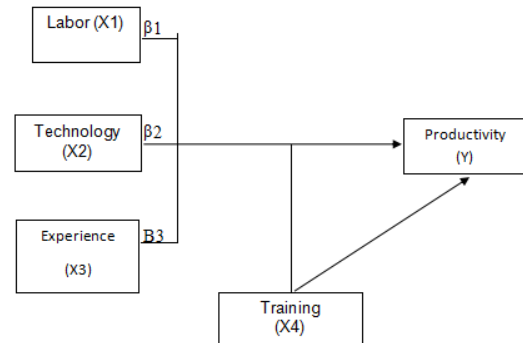 Labor (X1)
β1
Technology
(X2)
β2
Productivity
(Y)
Experience
(X3)
B3
Training
(X4)